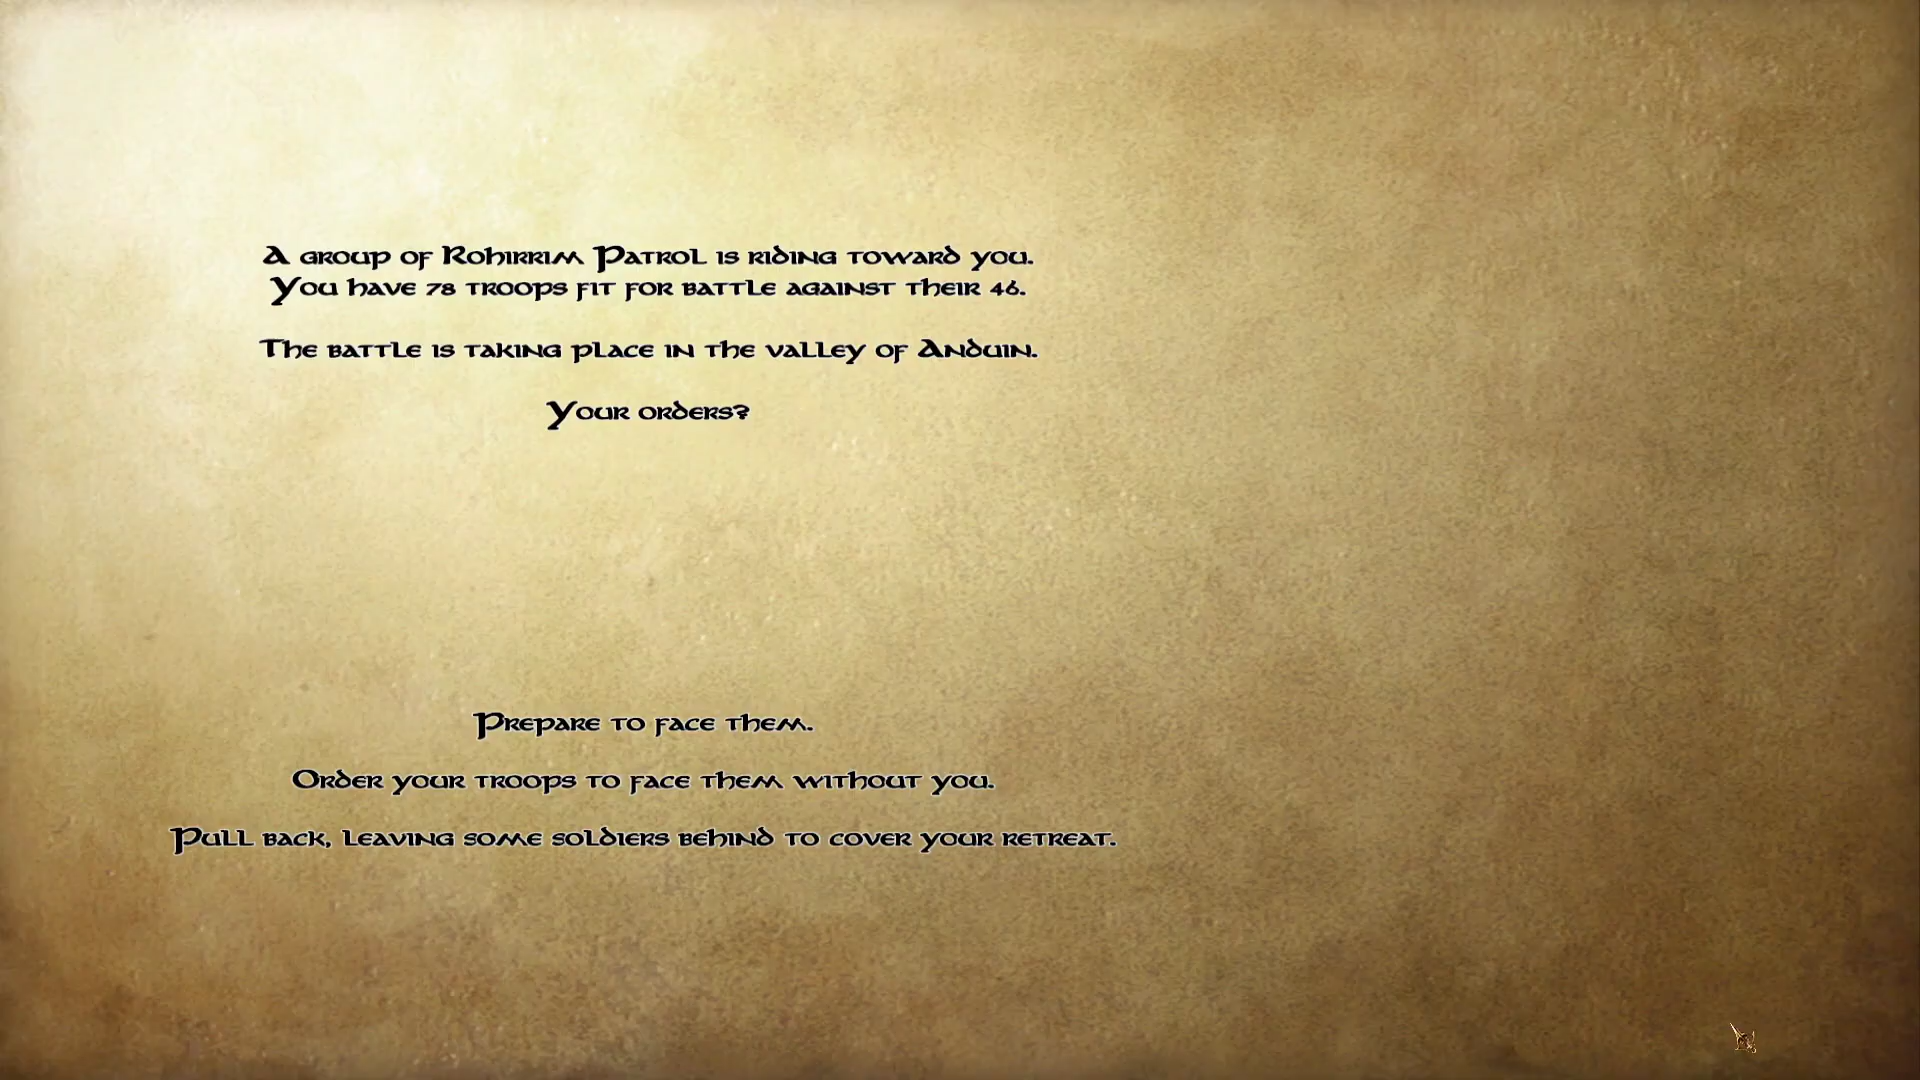 A group of Rohirrim Patrol is riding toward you.
You have 78 troops fit for battle against their 46.
The battle is taking place in the valley of Anduin.
Your orders?
Prepare to face them.
Order your troops to face them without you.
Pull back, leaving some soldiers behind to cover your retreat.